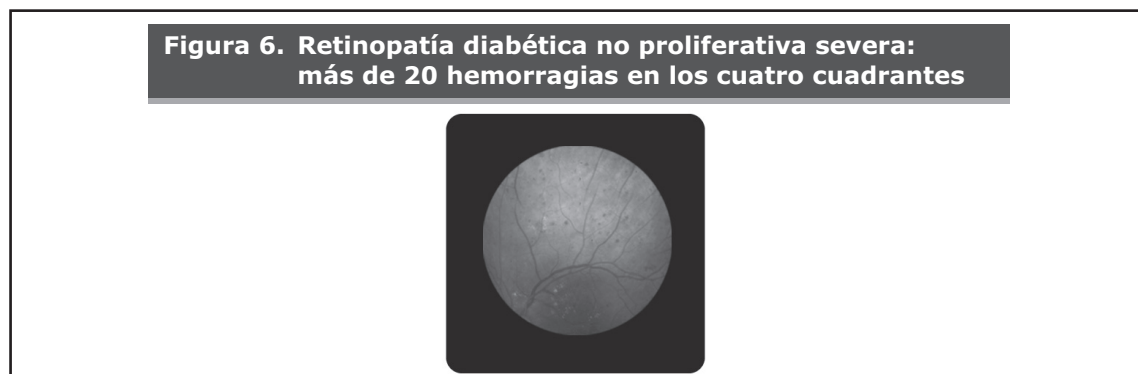 Figura 6. Retinopatía diabética no proliferativa severa:
más de 20 hemorragias en los cuatro cuadrantes